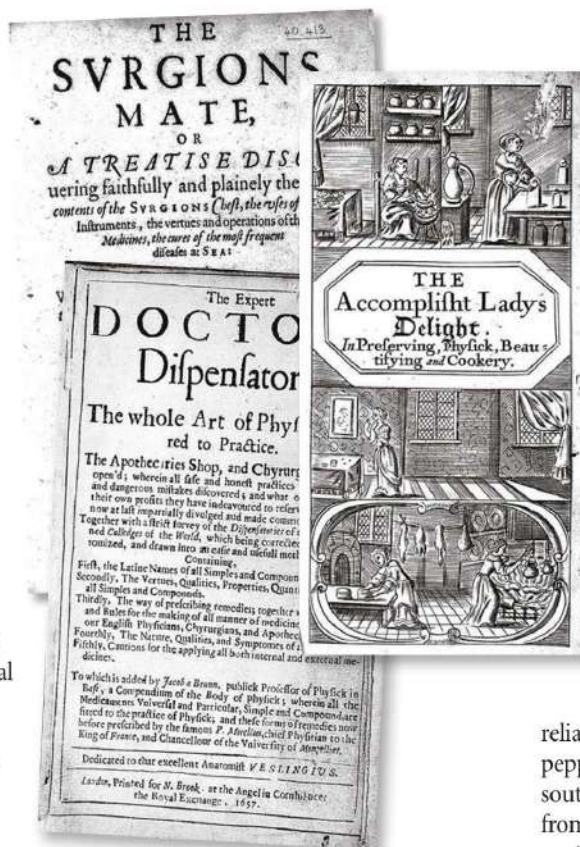 THE
40.413
SVRGIONS
MATE,
OR
A TREATISE DISC
uering faithfully and plainely the
contents of the SVRGIONS Cheſt, the vſes of
Inſtruments, the vertues and operations of th
Medicines, the cures of the moſt frequent
diſeaſes at SEA:
The Expert
DOCTO
Diſpenſator
The whole Art of Phyſ
red to Practice.
The Apothecaries Shop, and Chyrurg
open'd; wherein all ſafe and honeſt practices
and dangerous miſtakes diſcovered; and what o
their own profits they have indeavoured to reſerv
now at laſt impartially divulged and made commo
Together with a ſtrict ſurvey of the Diſpenſatories of
ned Colledges of the World, which being corrected
tomized, and drawn into an eaſie and uſefull meth
Containing,
Firſt, the Latine Names of all Simples and Compoun
Secondly, The Vertues, Qualities, Properties, Quant
all Simples and Compounds.
Thirdly, The way of preſcribing remedies; together
and Rules for the making of all manner of medicine
our Engliſh Phyſicians, Chyrurgians, and Apothec
Fourthly, The Nature, Qualities, and Symptomes of
Fifthly, Cautions for the applying all both internal and external me-
dicines.
To which is added by Jacob a Brunn, publick Profeſſor of Phyſick in
Baſil, a Compendium of the Body of Phyſick; wherein all the
Medicaments Univerſal and Particular, Simple and Compound, are
fitted to the practice of Phyſick; and theſe forms of remedies now
before preſcribed by the famous P. Morellus, chief Phyſitian to the
King of France, and Chancellour of the Vniverſity of Montpellier.
Dedicated to that excellent Anatomiſt VESLINGIUS.
London, Printed for N. Brook, at the Angel in Cornhill neer
the Royal Exchange. 1657.
THE
Accompliſht Ladys
Delight.
In Preſerving, Phyſick, Beau=
tifying and Cookery.
al
relia
pepp
sout
from